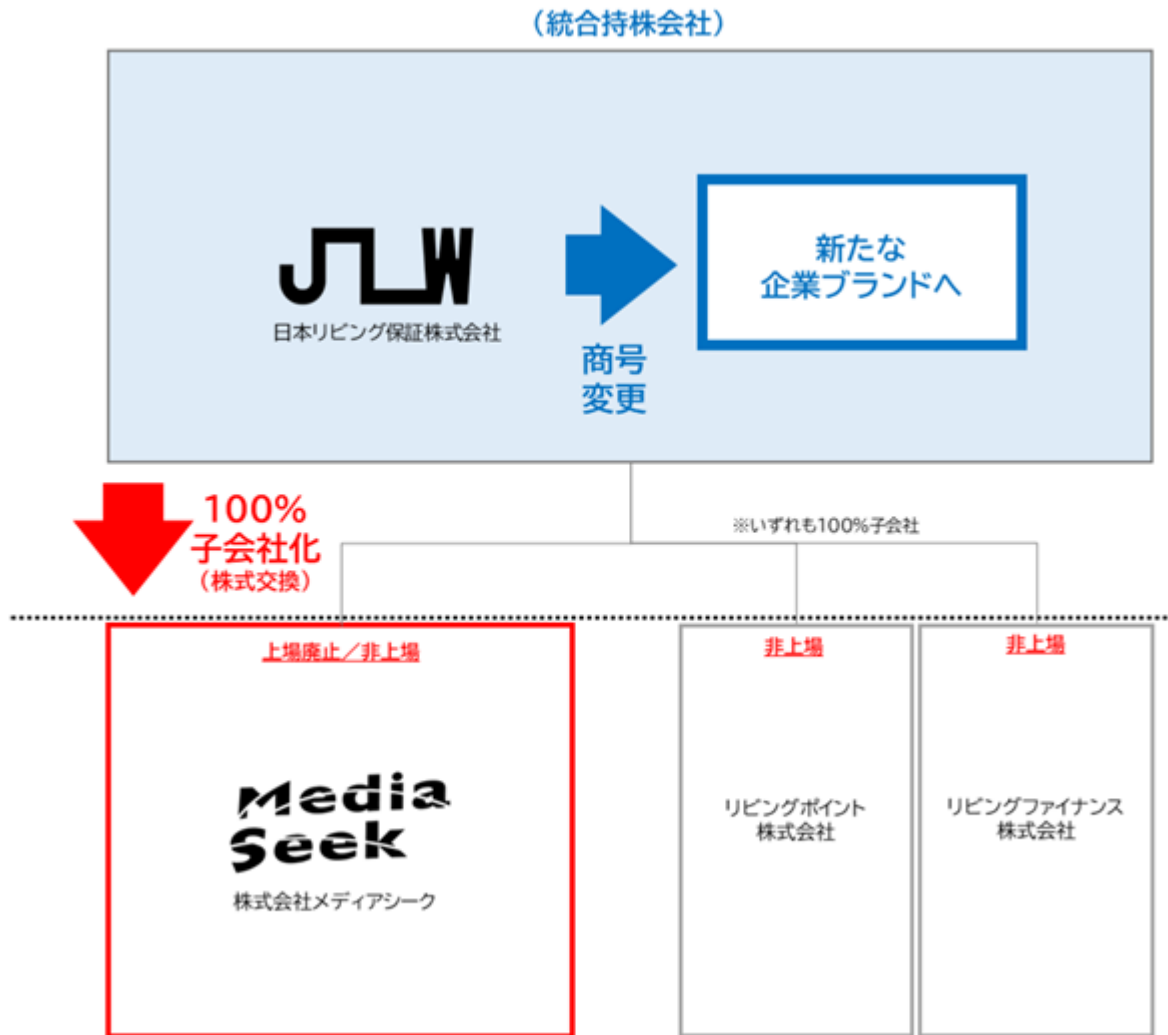 （統合持株会社）
JLW
日本リビング保証株式会社
商号
変更
新たな
企業ブランドへ
100%
子会社化
（株式交換）
※いずれも100%子会社
上場廃止／非上場
Media
Seek
株式会社メディアシーク
非上場
リビングポイント
株式会社
非上場
リビングファイナンス
株式会社